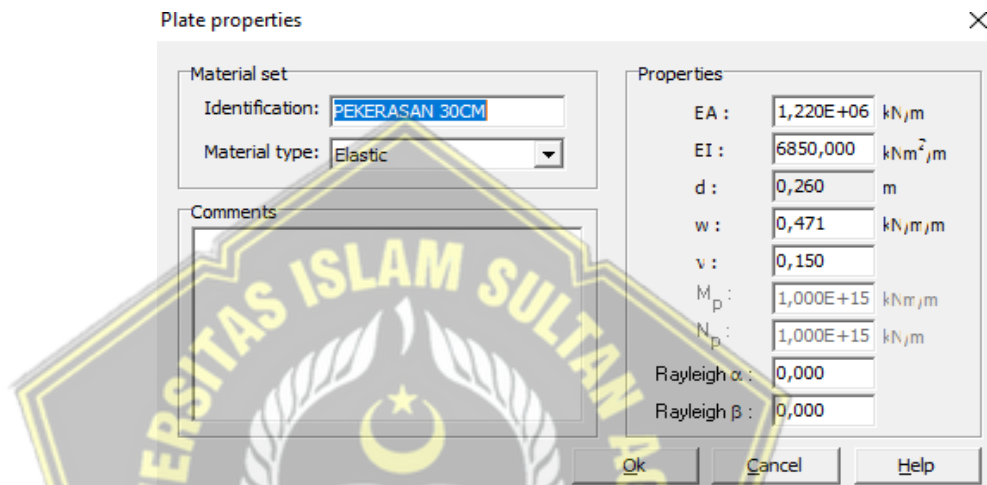 Plate properties
Material set
Identification: PEKERASAN 30CM
Material type: Elastic
Comments
Properties
EA : 1,220E+06 kN/m
EI : 6850,000 kNm²/m
d : 0,260 m
w : 0,471 kN/m/m
ν : 0,150
Mp : 1,000E+15 kNm/m
Np : 1,000E+15 kN/m
Rayleigh α : 0,000
Rayleigh β : 0,000
Ok Cancel Help
ISLAM SULTAN